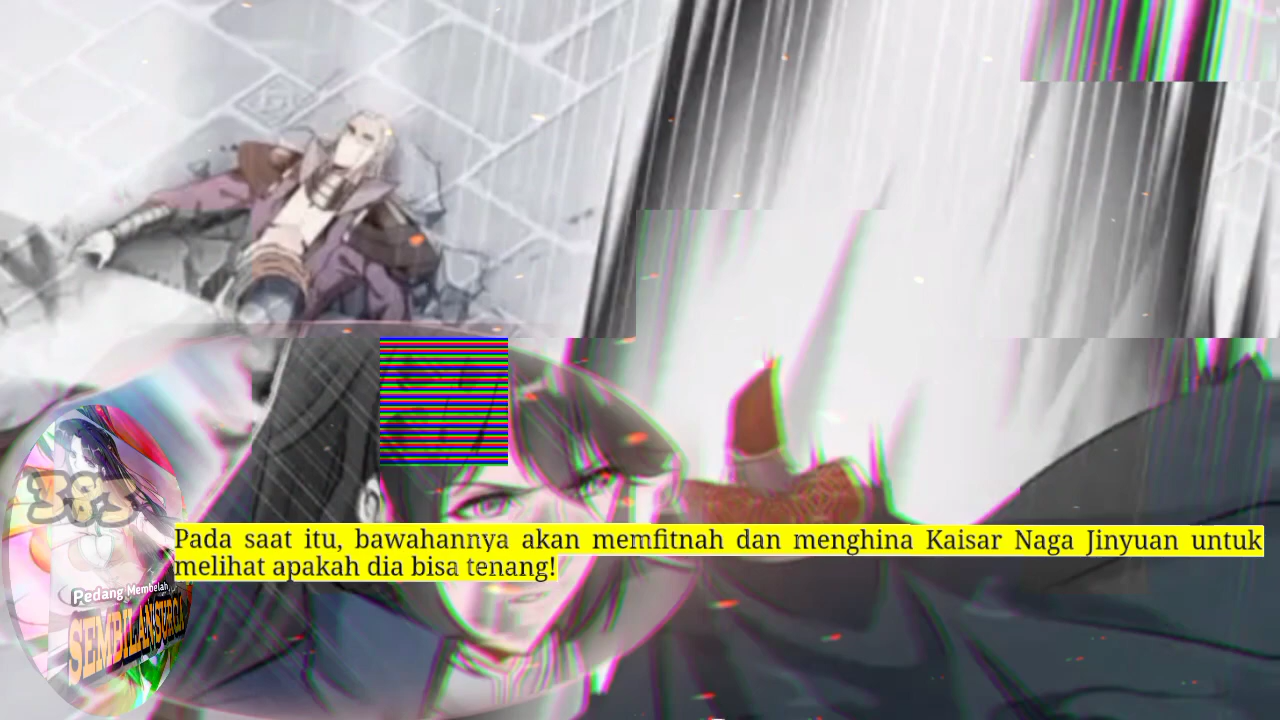 385
Pedang Membelah
SEMBILAN SURGA
Pada saat itu, bawahannya akan memfitnah dan menghina Kaisar Naga Jinyuan untuk
melihat apakah dia bisa tenang!